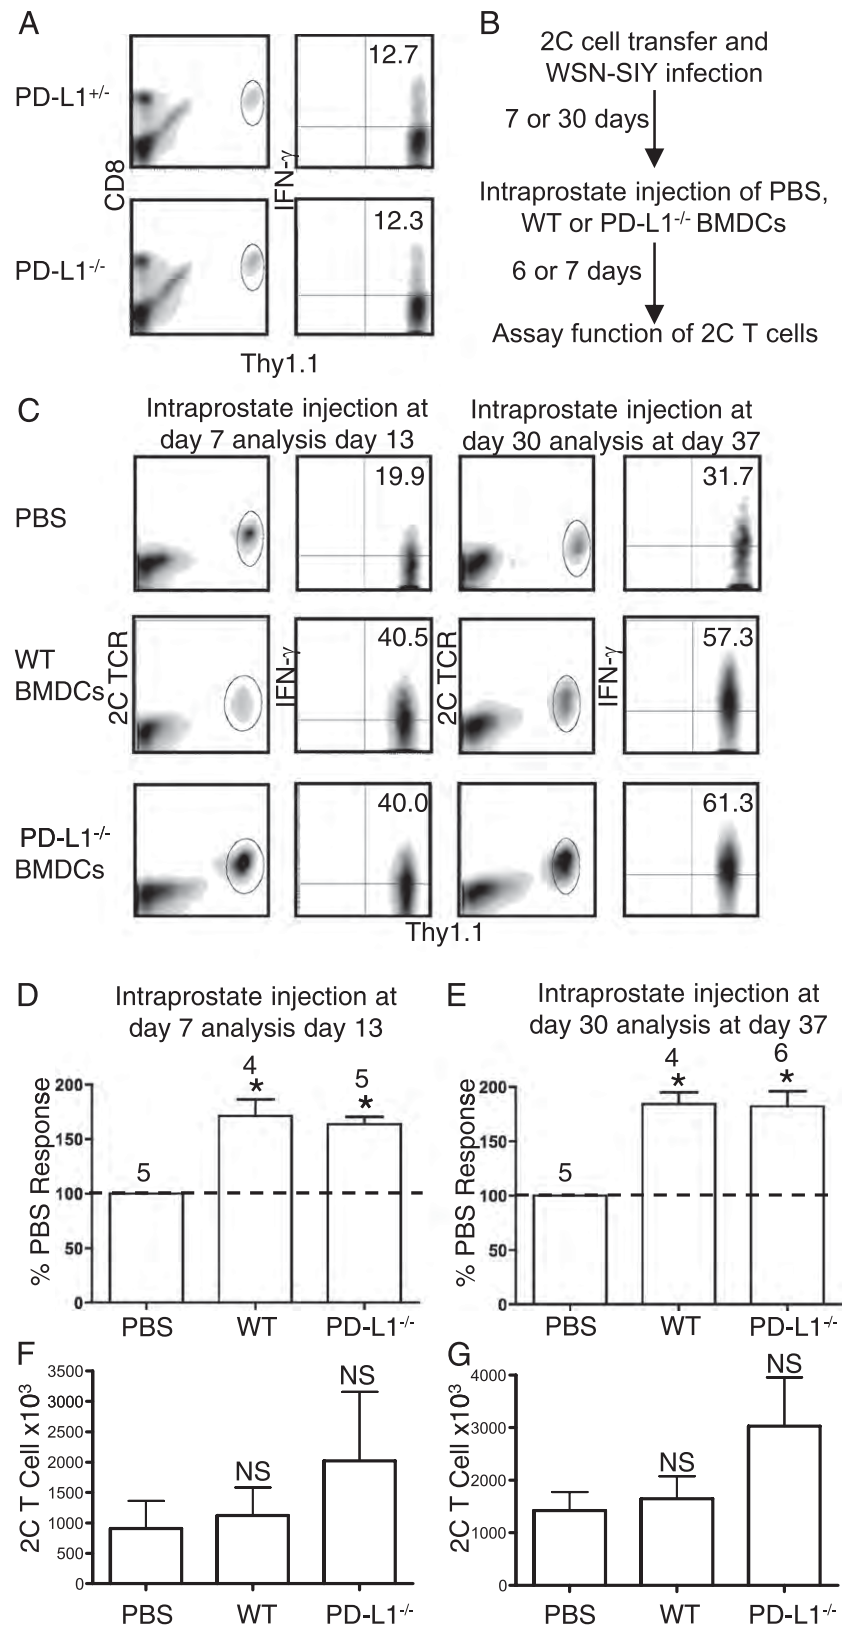 A
PD-L1+/-
12.7
CD8
IFN-γ
PD-L1-/-
12.3
Thy1.1
B
2C cell transfer and
WSN-SIY infection
7 or 30 days
Intraprostate injection of PBS,
WT or PD-L1-/- BMDCs
6 or 7 days
Assay function of 2C T cells
C
Intraprostate injection at
day 7 analysis day 13
Intraprostate injection at
day 30 analysis at day 37
PBS
19.9
31.7
WT
BMDCs
2C TCR
IFN-γ
40.5
2C TCR
IFN-γ
57.3
PD-L1-/-
BMDCs
40.0
61.3
Thy1.1
D
Intraprostate injection at
day 7 analysis day 13
% PBS Response
200
150
100
50
0
5
4
*
5
*
PBS
WT
PD-L1-/-
E
Intraprostate injection at
day 30 analysis at day 37
% PBS Response
200
150
100
50
0
5
4
*
6
*
PBS
WT
PD-L1-/-
F
2C T Cell x10³
3500
3000
2500
2000
1500
1000
500
0
NS
NS
PBS
WT
PD-L1-/-
G
2C T Cell x10³
4000
3000
2000
1000
0
NS
NS
PBS
WT
PD-L1-/-